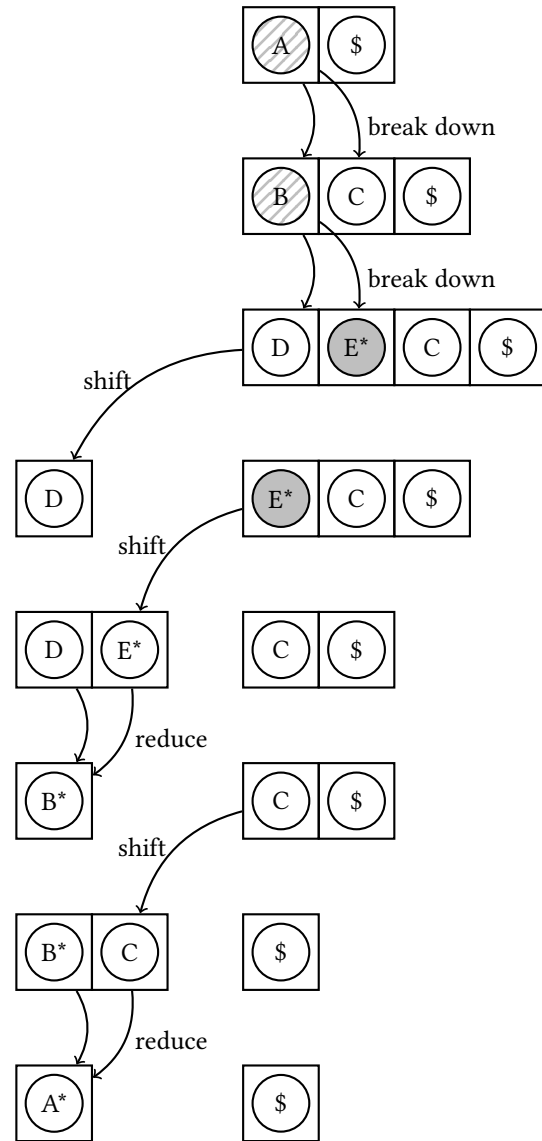 A $
break down
B C $
break down
D E* C $
shift
D E* C $
shift
D E* C $
reduce
B* C $
shift
B* C $
reduce
A* $